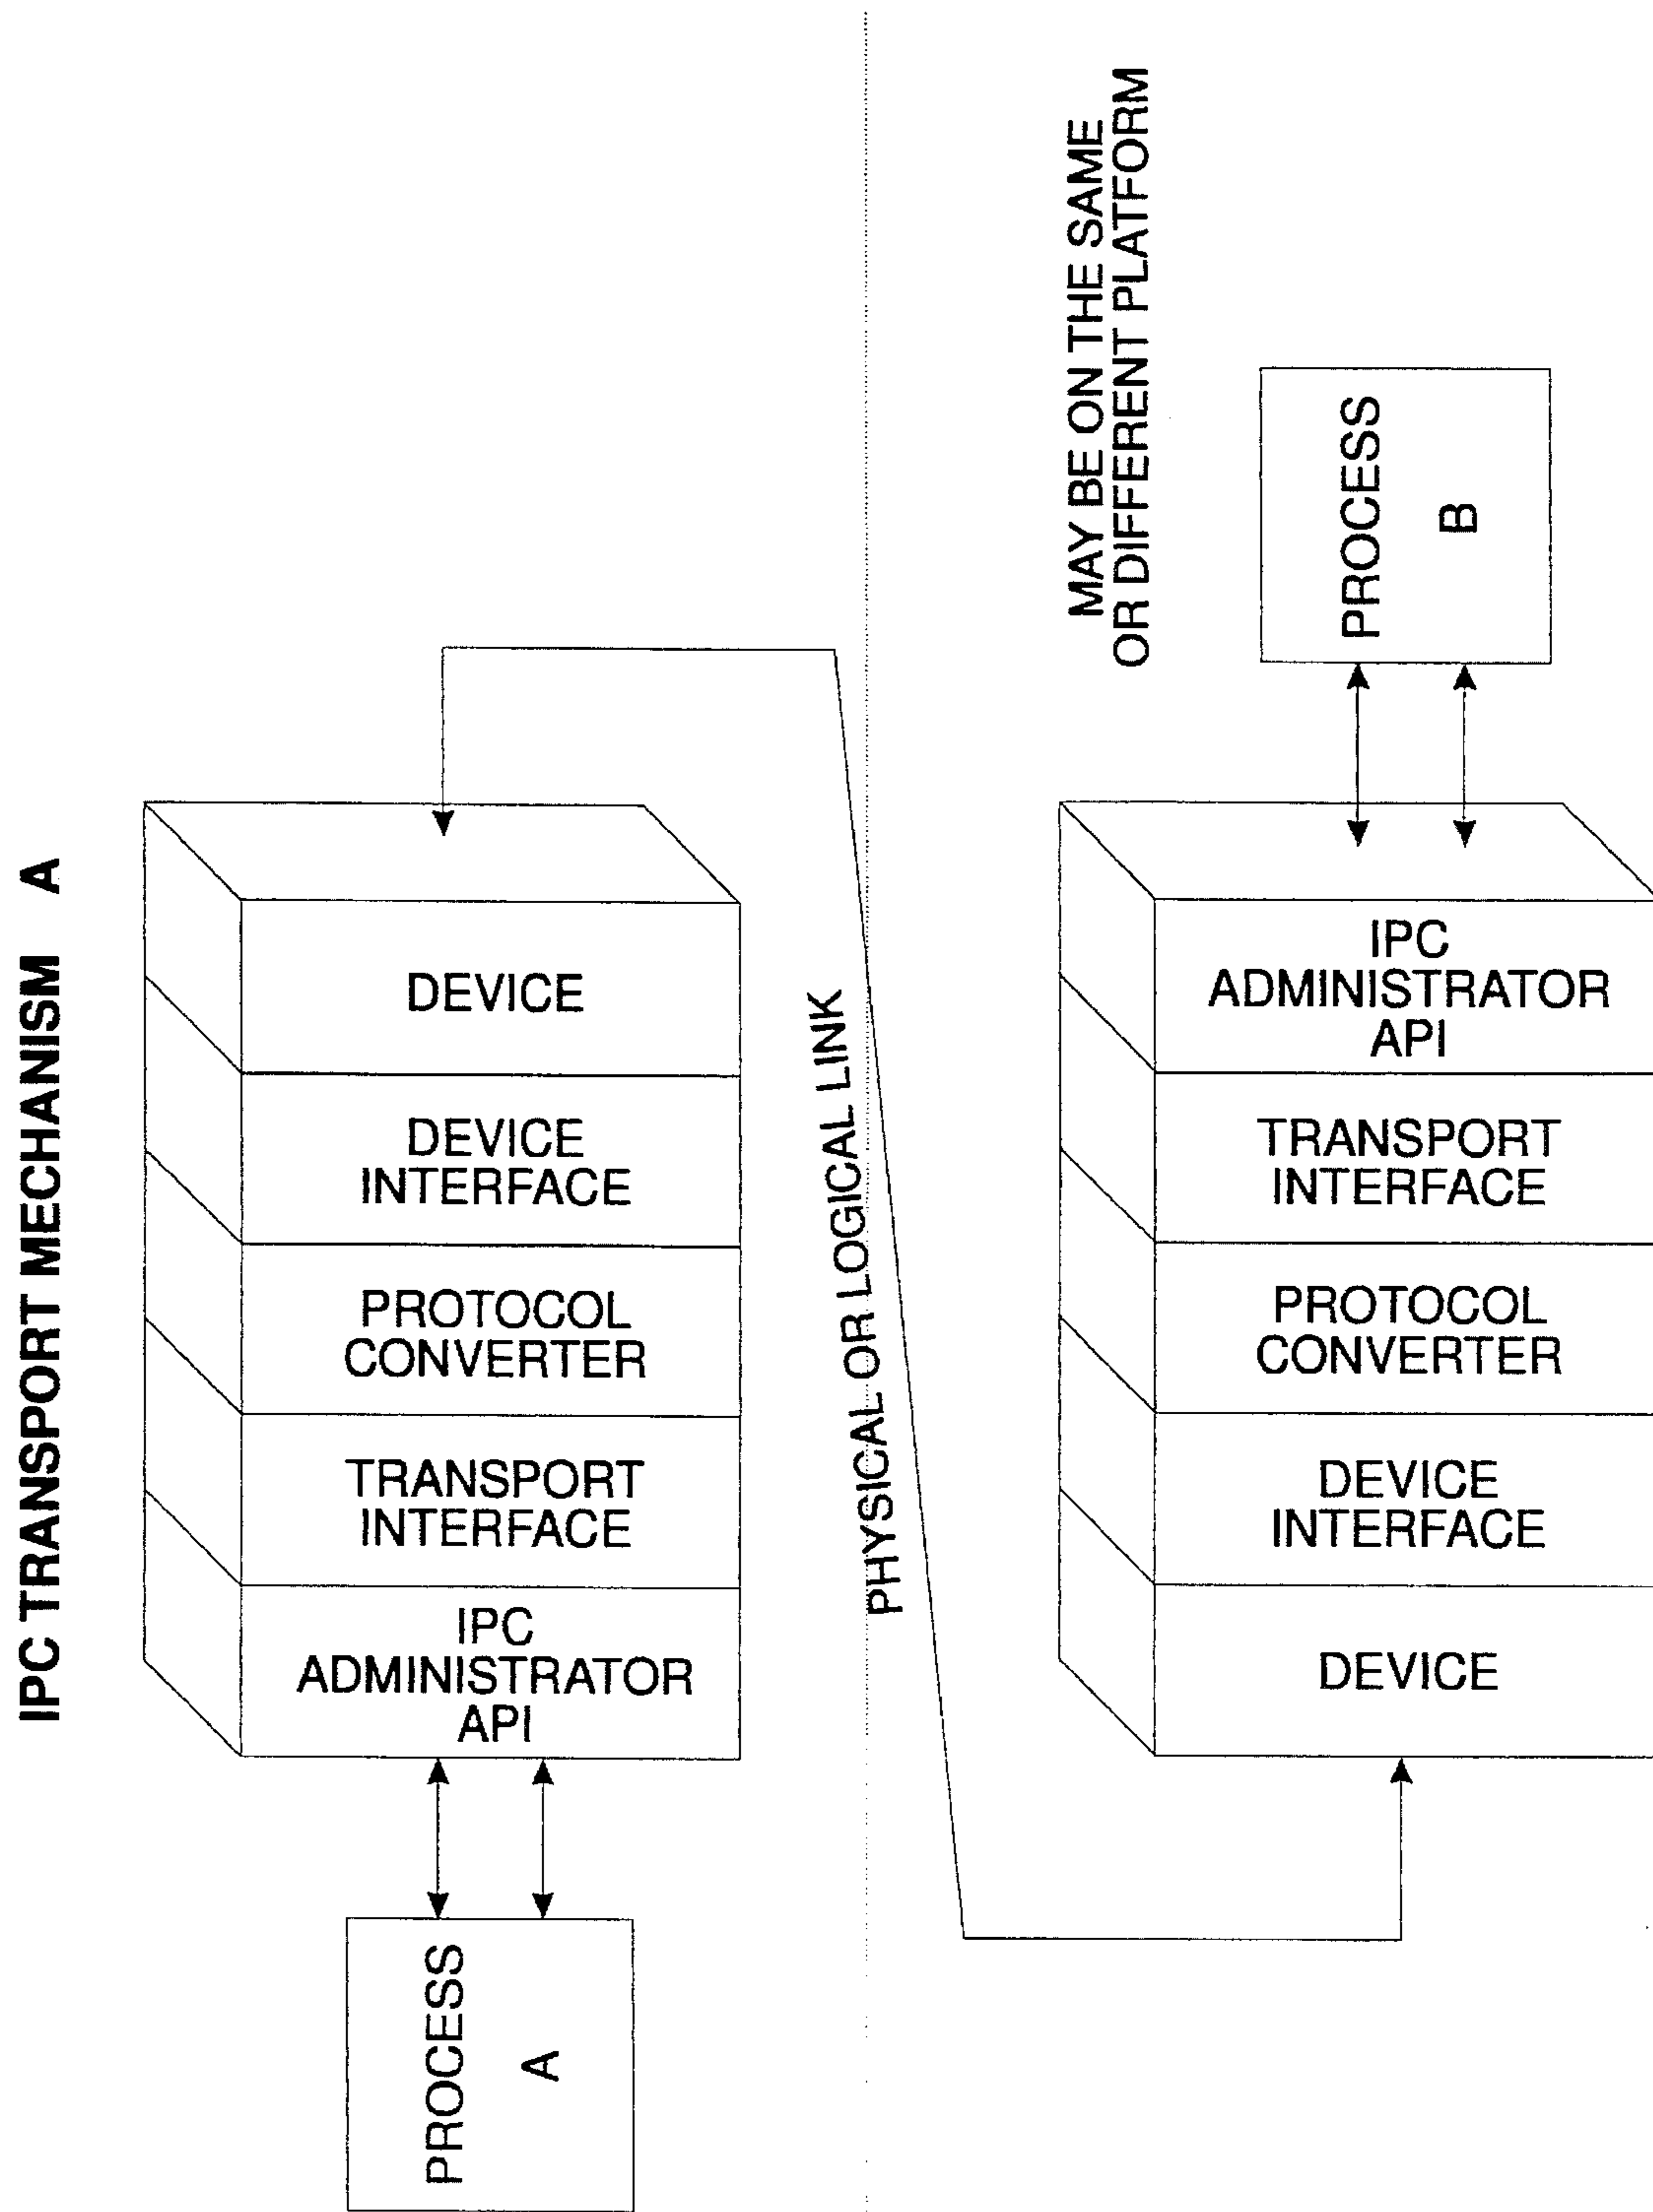 IPC TRANSPORT MECHANISM A
DEVICE
DEVICE
INTERFACE
PROTOCOL
CONVERTER
TRANSPORT
INTERFACE
IPC
ADMINISTRATOR
API
PROCESS
A
PHYSICAL OR LOGICAL LINK
MAY BE ON THE SAME
OR DIFFERENT PLATFORM
PROCESS
B
IPC
ADMINISTRATOR
API
TRANSPORT
INTERFACE
PROTOCOL
CONVERTER
DEVICE
INTERFACE
DEVICE